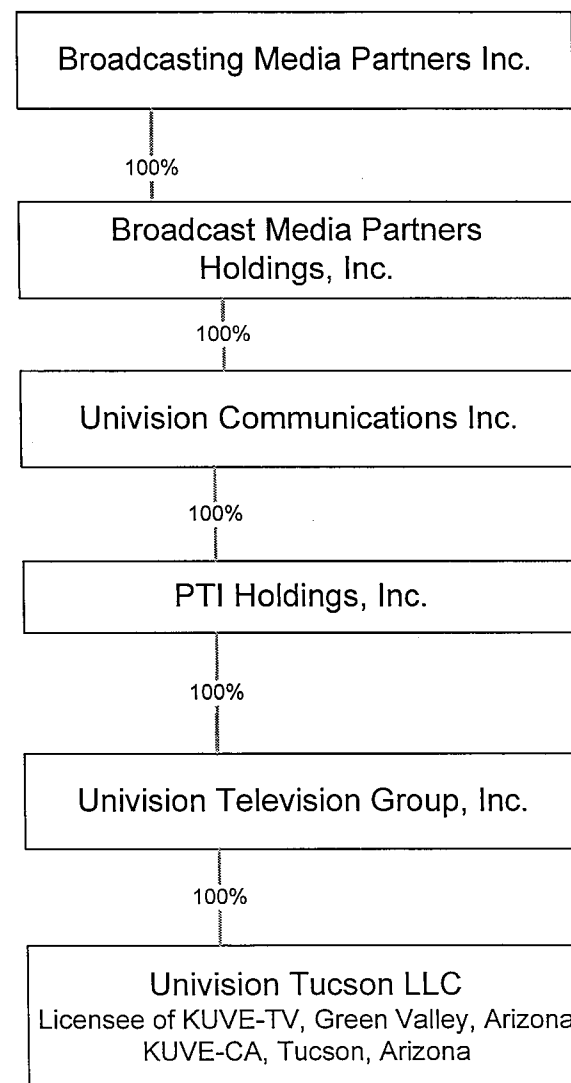 Broadcasting Media Partners Inc.
100%
Broadcast Media Partners
Holdings, Inc.
100%
Univision Communications Inc.
100%
PTI Holdings, Inc.
100%
Univision Television Group, Inc.
100%
Univision Tucson LLC
Licensee of KUVE-TV, Green Valley, Arizona
KUVE-CA, Tucson, Arizona